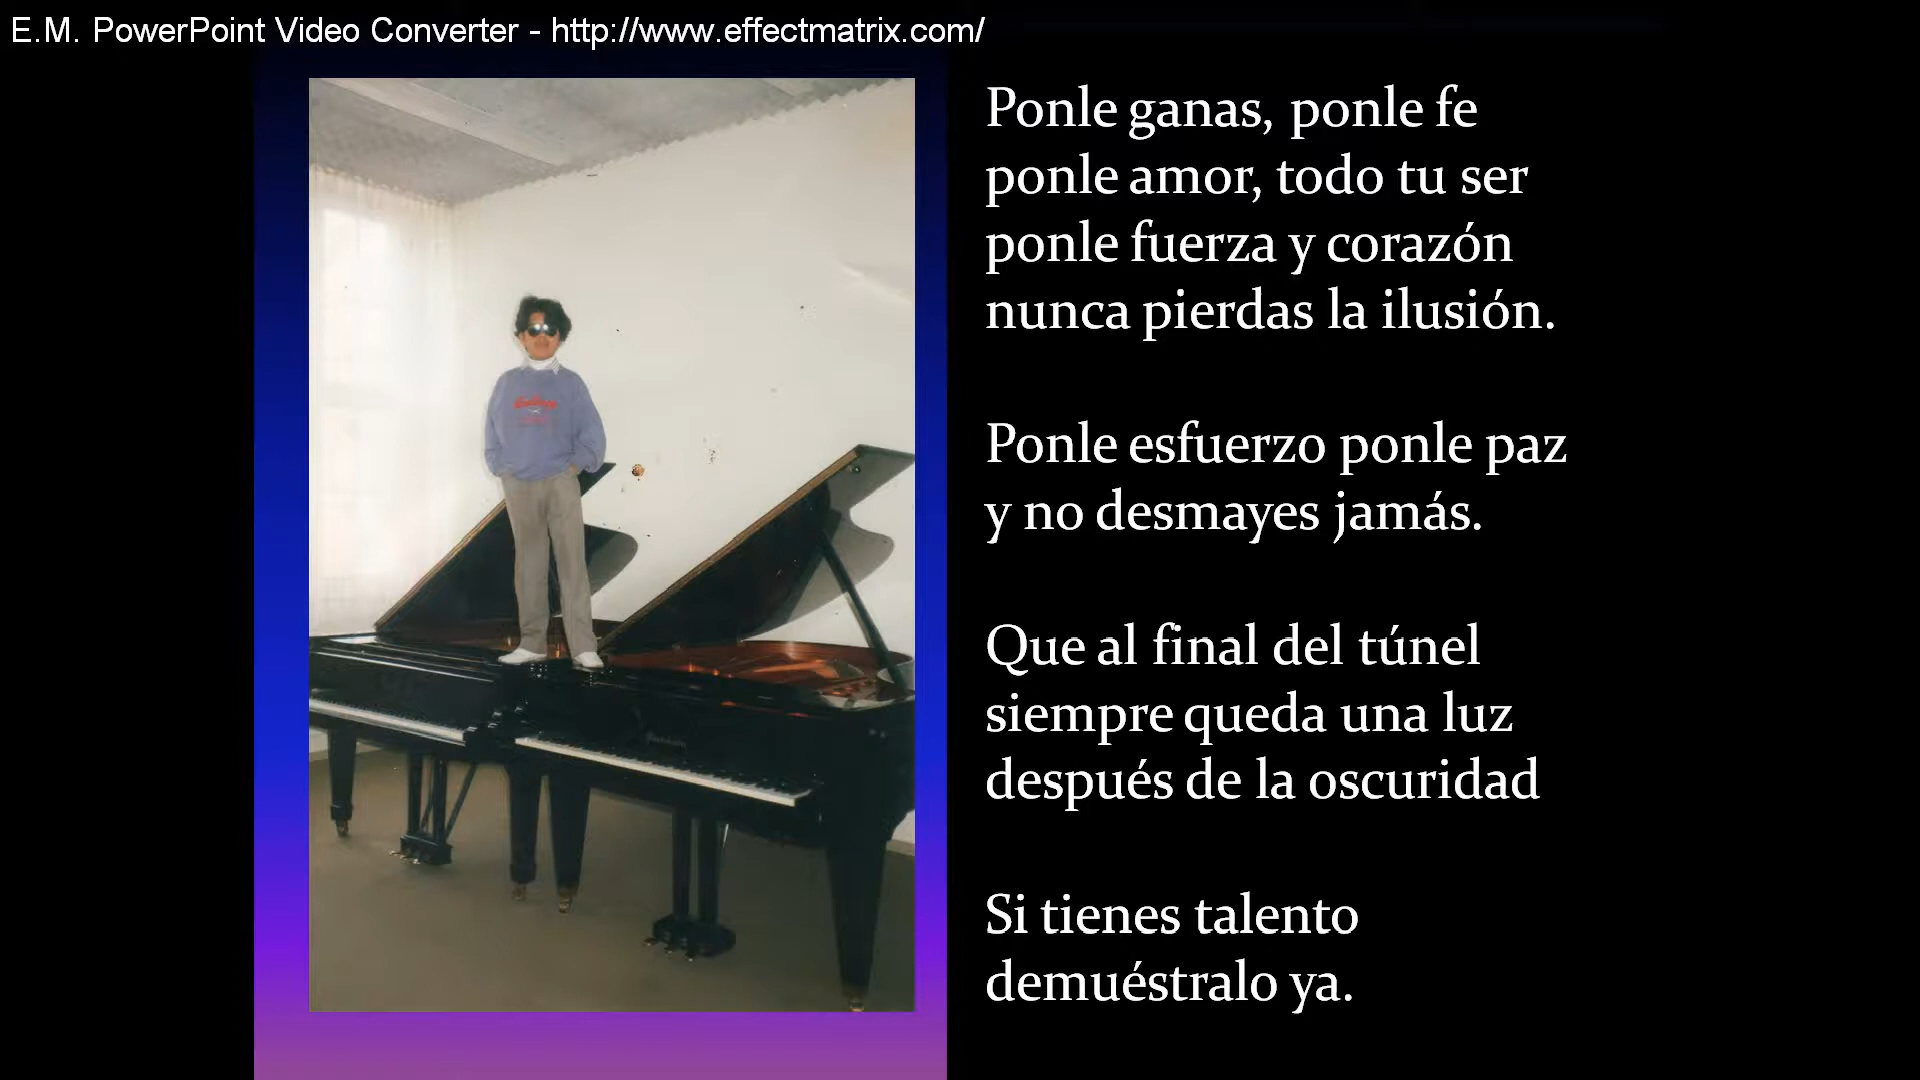 E.M. PowerPoint Video Converter - http://www.effectmatrix.com/
Ponle ganas, ponle fe
ponle amor, todo tu ser
ponle fuerza y corazón
nunca pierdas la ilusión.
Ponle esfuerzo ponle paz
y no desmayes jamás.
Que al final del túnel
siempre queda una luz
después de la oscuridad
Si tienes talento
demuéstralo ya.